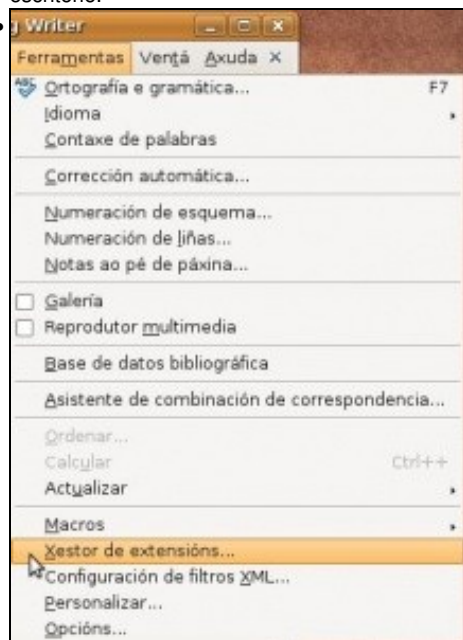 Writer
Ferramentas Ventá Axuda ×
Ortografía e gramática... F7
Idioma
Contaxe de palabras
Corrección automática...
Numeración de esquema...
Numeración de liñas...
Notas ao pé de páxina...
Galería
Reprodutor multimedia
Base de datos bibliográfica
Asistente de combinación de correspondencia...
Ordenar...
Calcular Ctrl++
Actualizar
Macros
Xestor de extensións...
Configuración de filtros XML...
Personalizar...
Opcións...